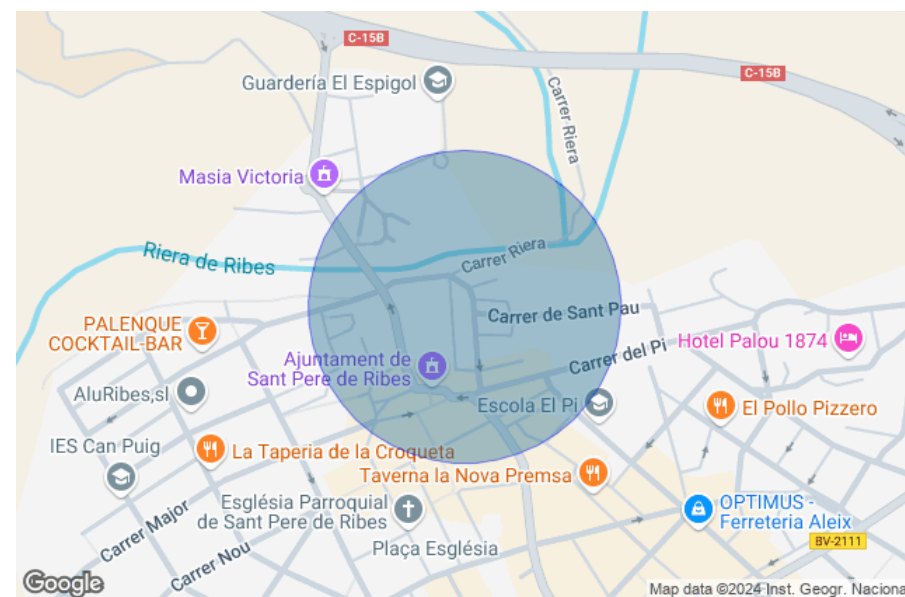 C-15B
C-15B
Guardería El Espigol
Carrer Riera
Masia Victoria
Riera de Ribes
Carrer Riera
Carrer de Sant Pau
PALENQUE
COCKTAIL-BAR
Hotel Palou 1874
Carrer del Pi
Ajuntament de
Sant Pere de Ribes
AluRibes,sl
Escola El Pi
El Pollo Pizzero
IES Can Puig
La Taperia de la Croqueta
Taverna la Nova Premsa
Església Parroquial
de Sant Pere de Ribes
OPTIMUS -
Ferreteria Aleix
Carrer Major
BV-2111
Plaça Església
Carrer Nou
Google
Map data ©2024 Inst. Geogr. Naciona